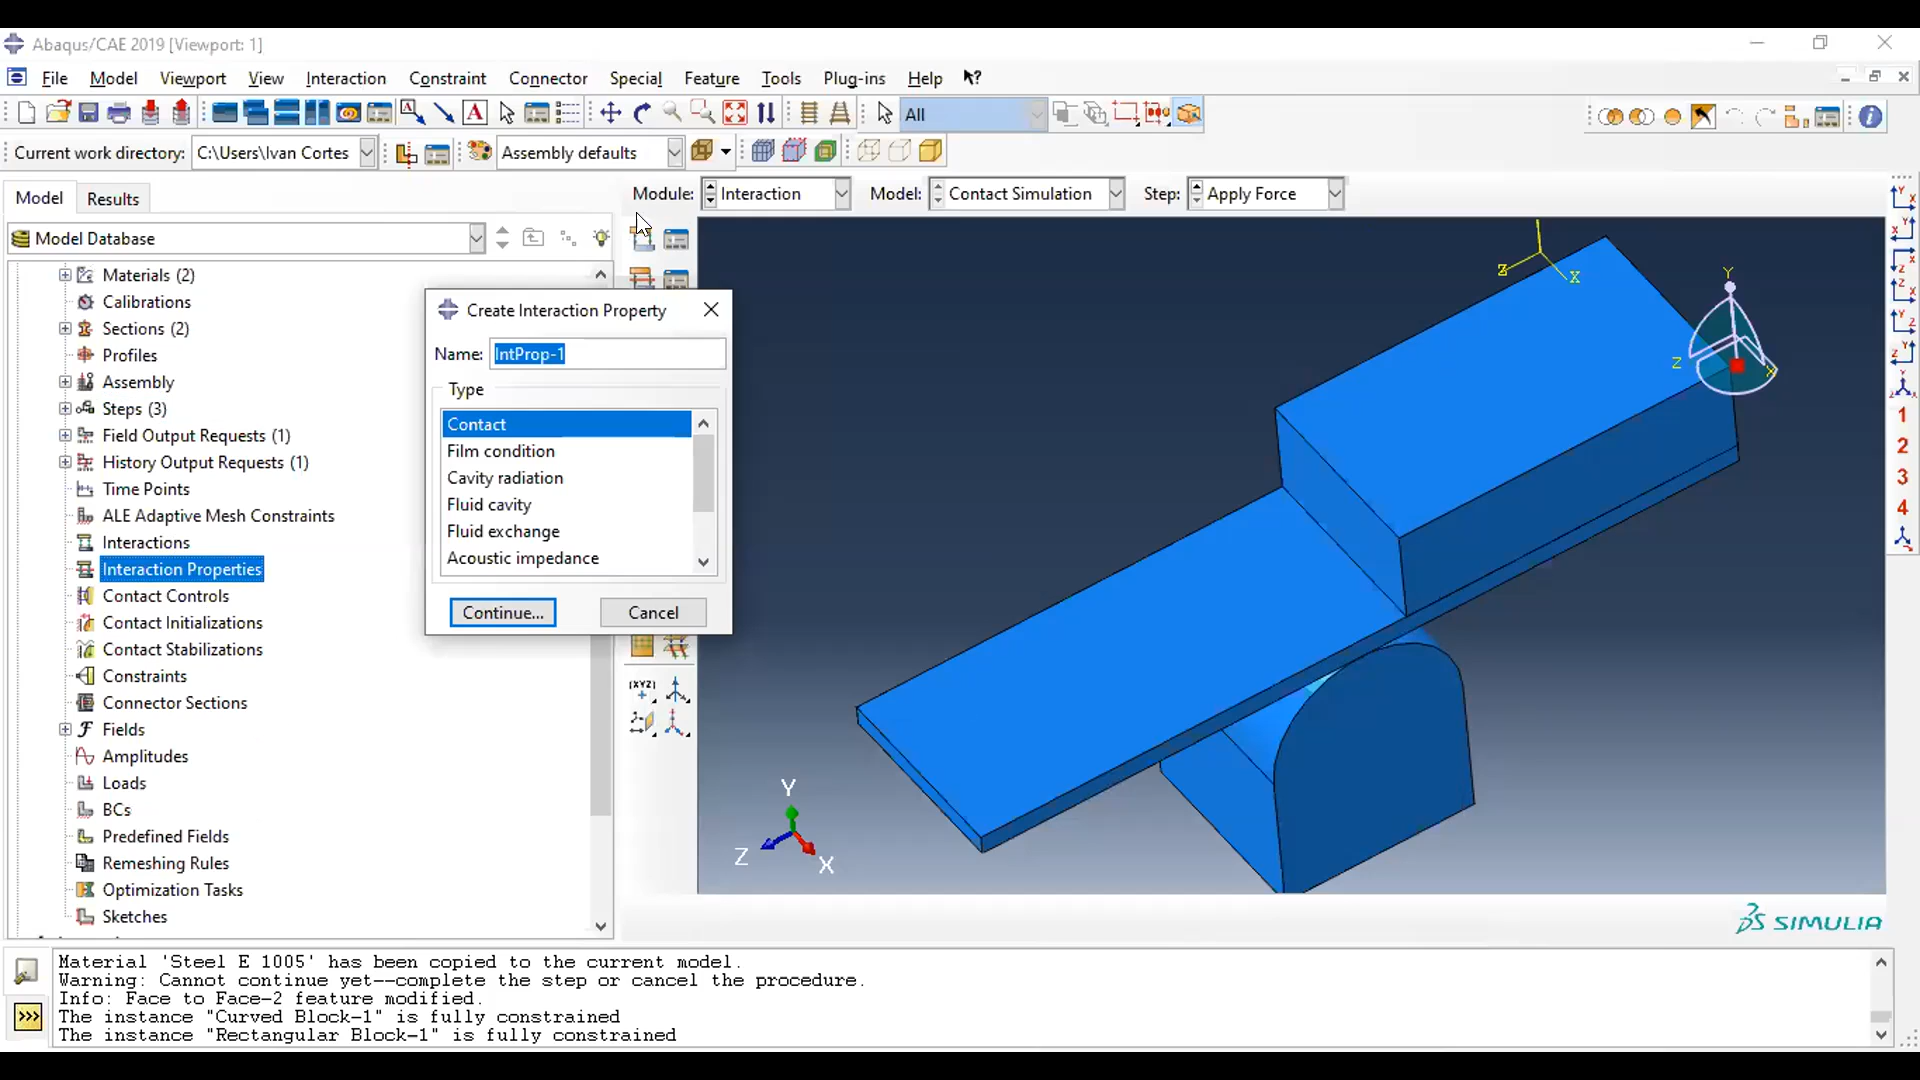 Abaqus/CAE 2019 [Viewport: 1]
File Model Viewport View Interaction Constraint Connector Special Feature Tools Plug-ins Help
All
Current work directory: C:\Users\Ivan Cortes Assembly defaults
Model Results Module: Interaction Model: Contact Simulation Step: Apply Force
Model Database
Materials (2)
Calibrations
Sections (2)
Profiles
Assembly
Steps (3)
Field Output Requests (1)
History Output Requests (1)
Time Points
ALE Adaptive Mesh Constraints
Interactions
Interaction Properties
Contact Controls
Contact Initializations
Contact Stabilizations
Constraints
Connector Sections
Fields
Amplitudes
Loads
BCs
Predefined Fields
Remeshing Rules
Optimization Tasks
Sketches
Create Interaction Property
Name: IntProp-1
Type
Contact
Film condition
Cavity radiation
Fluid cavity
Fluid exchange
Acoustic impedance
Continue... Cancel
(XYZ)
Z X
Y
Z X
Y
Z X
1
2
3
4
SIMULIA
Material 'Steel E 1005' has been copied to the current model.
Warning: Cannot continue yet--complete the step or cancel the procedure.
Info: Face to Face-2 feature modified.
The instance "Curved Block-1" is fully constrained
The instance "Rectangular Block-1" is fully constrained